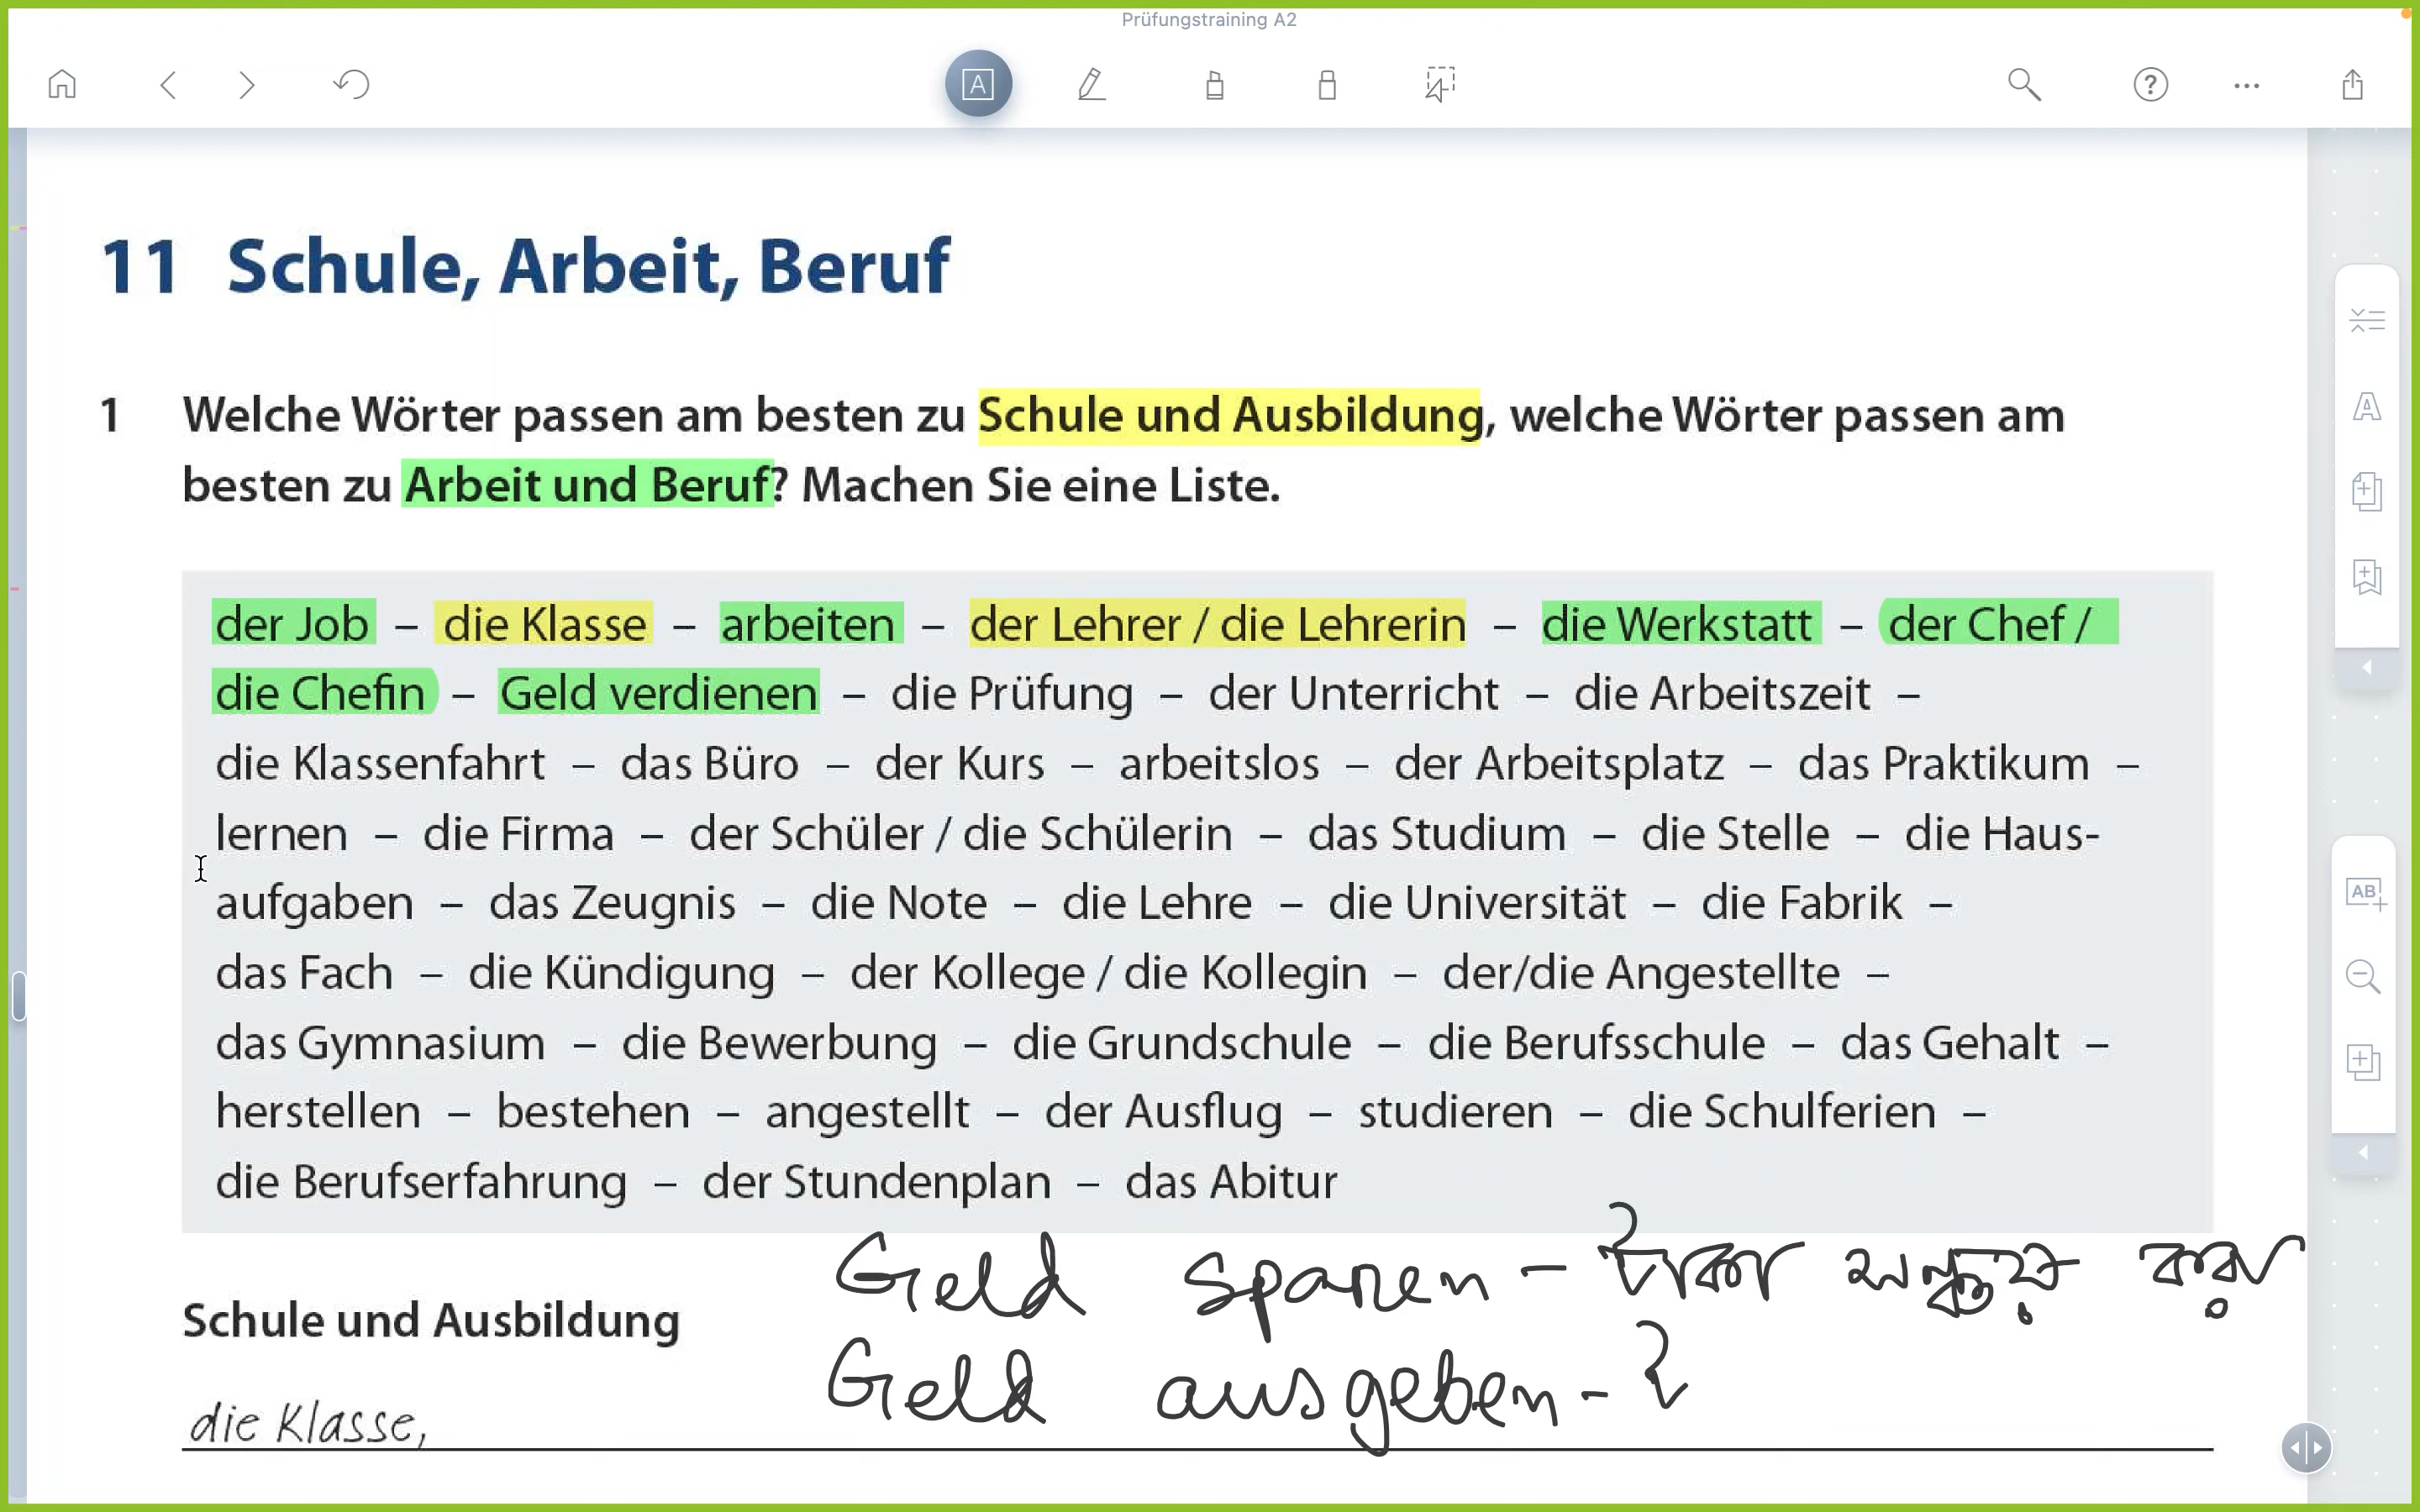 Prüfungstraining A2
11 Schule, Arbeit, Beruf
1 Welche Wörter passen am besten zu Schule und Ausbildung, welche Wörter passen am
besten zu Arbeit und Beruf? Machen Sie eine Liste.
der Job – die Klasse – arbeiten – der Lehrer / die Lehrerin – die Werkstatt – der Chef /
die Chefin – Geld verdienen – die Prüfung – der Unterricht – die Arbeitszeit –
die Klassenfahrt – das Büro – der Kurs – arbeitslos – der Arbeitsplatz – das Praktikum –
lernen – die Firma – der Schüler / die Schülerin – das Studium – die Stelle – die Haus-
aufgaben – das Zeugnis – die Note – die Lehre – die Universität – die Fabrik –
das Fach – die Kündigung – der Kollege / die Kollegin – der/die Angestellte –
das Gymnasium – die Bewerbung – die Grundschule – die Berufsschule – das Gehalt –
herstellen – bestehen – angestellt – der Ausflug – studieren – die Schulferien –
die Berufserfahrung – der Stundenplan – das Abitur
Geld sparen -
Schule und Ausbildung
Geld ausgeben -
die Klasse,